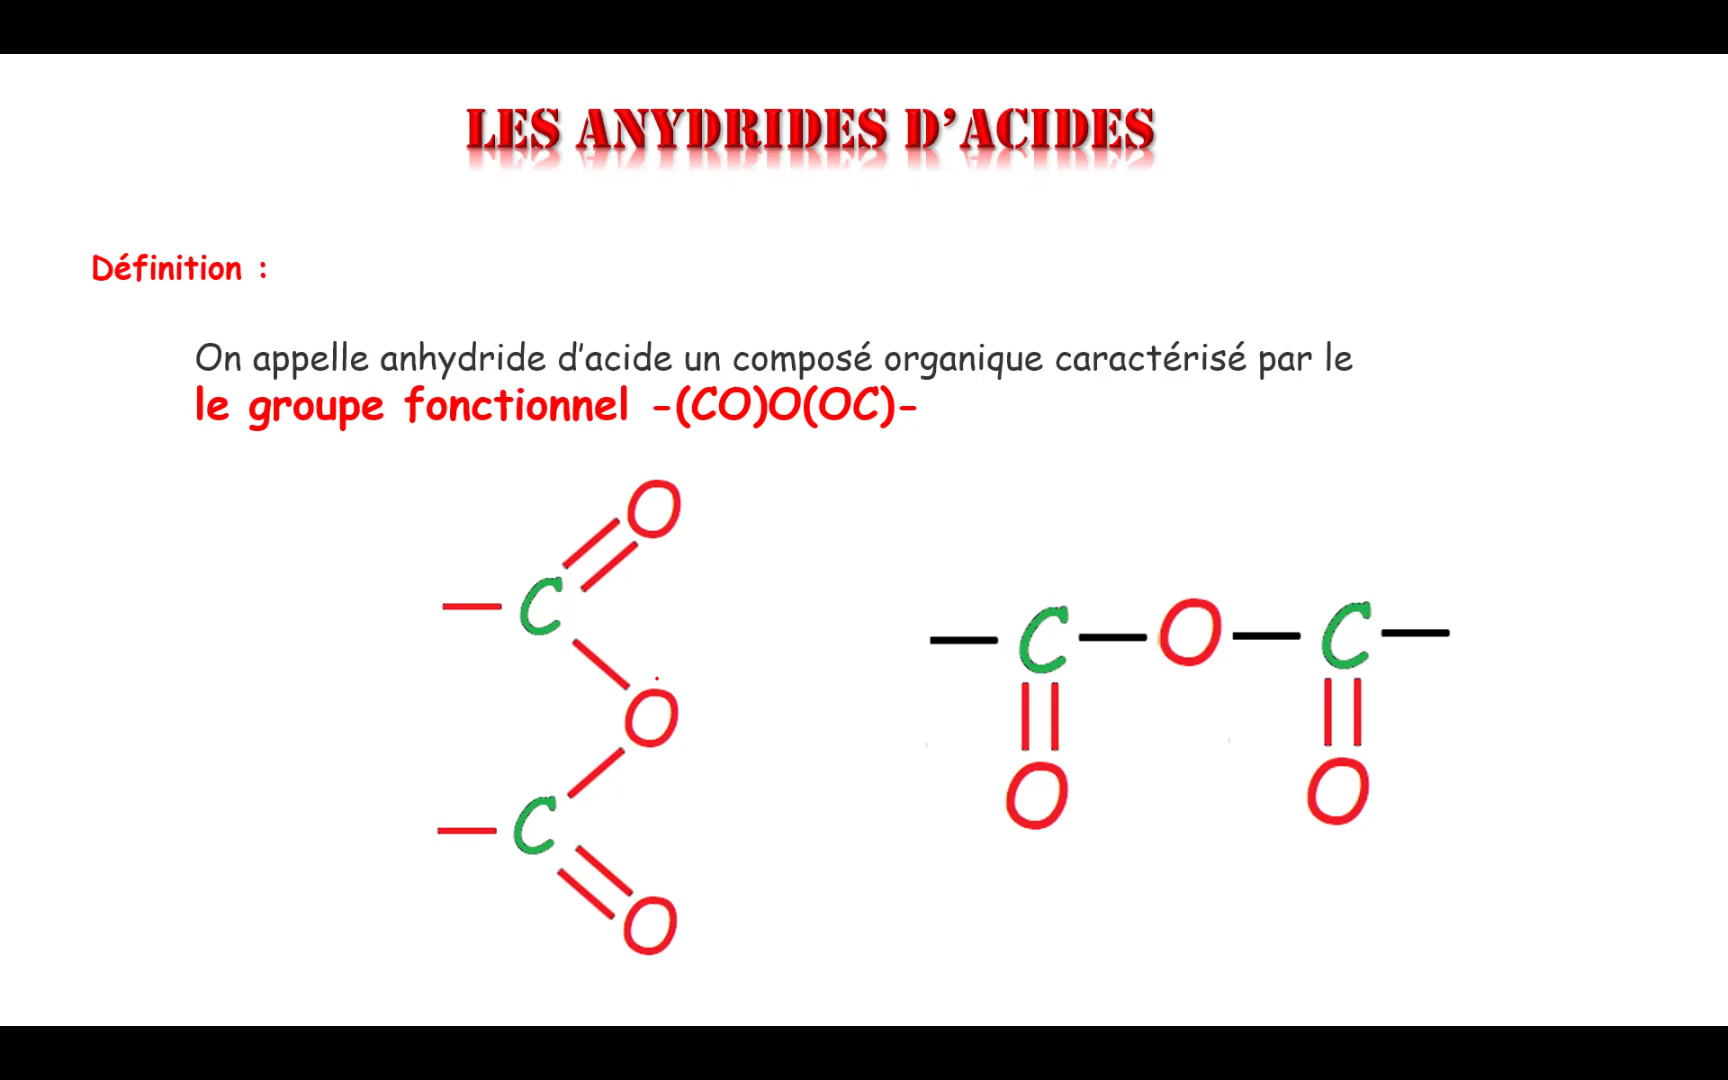 LES ANYDRIDES D'ACIDES
Définition :
On appelle anhydride d'acide un composé organique caractérisé par le
le groupe fonctionnel -(CO)O(OC)-
O
C
O
C
O
C O C
O O